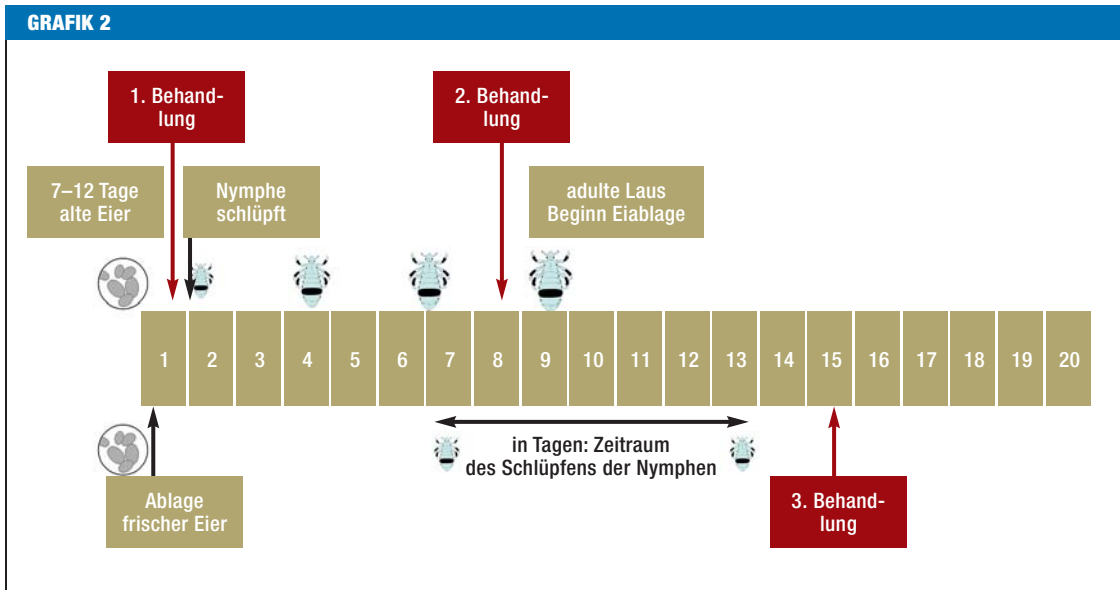 GRAFIK 2
1. Behand-
lung
2. Behand-
lung
7–12 Tage
alte Eier
Nymphe
schlüpft
adulte Laus
Beginn Eiablage
1 2 3 4 5 6 7 8 9 10 11 12 13 14 15 16 17 18 19 20
in Tagen: Zeitraum
des Schlüpfens der Nymphen
Ablage
frischer Eier
3. Behand-
lung